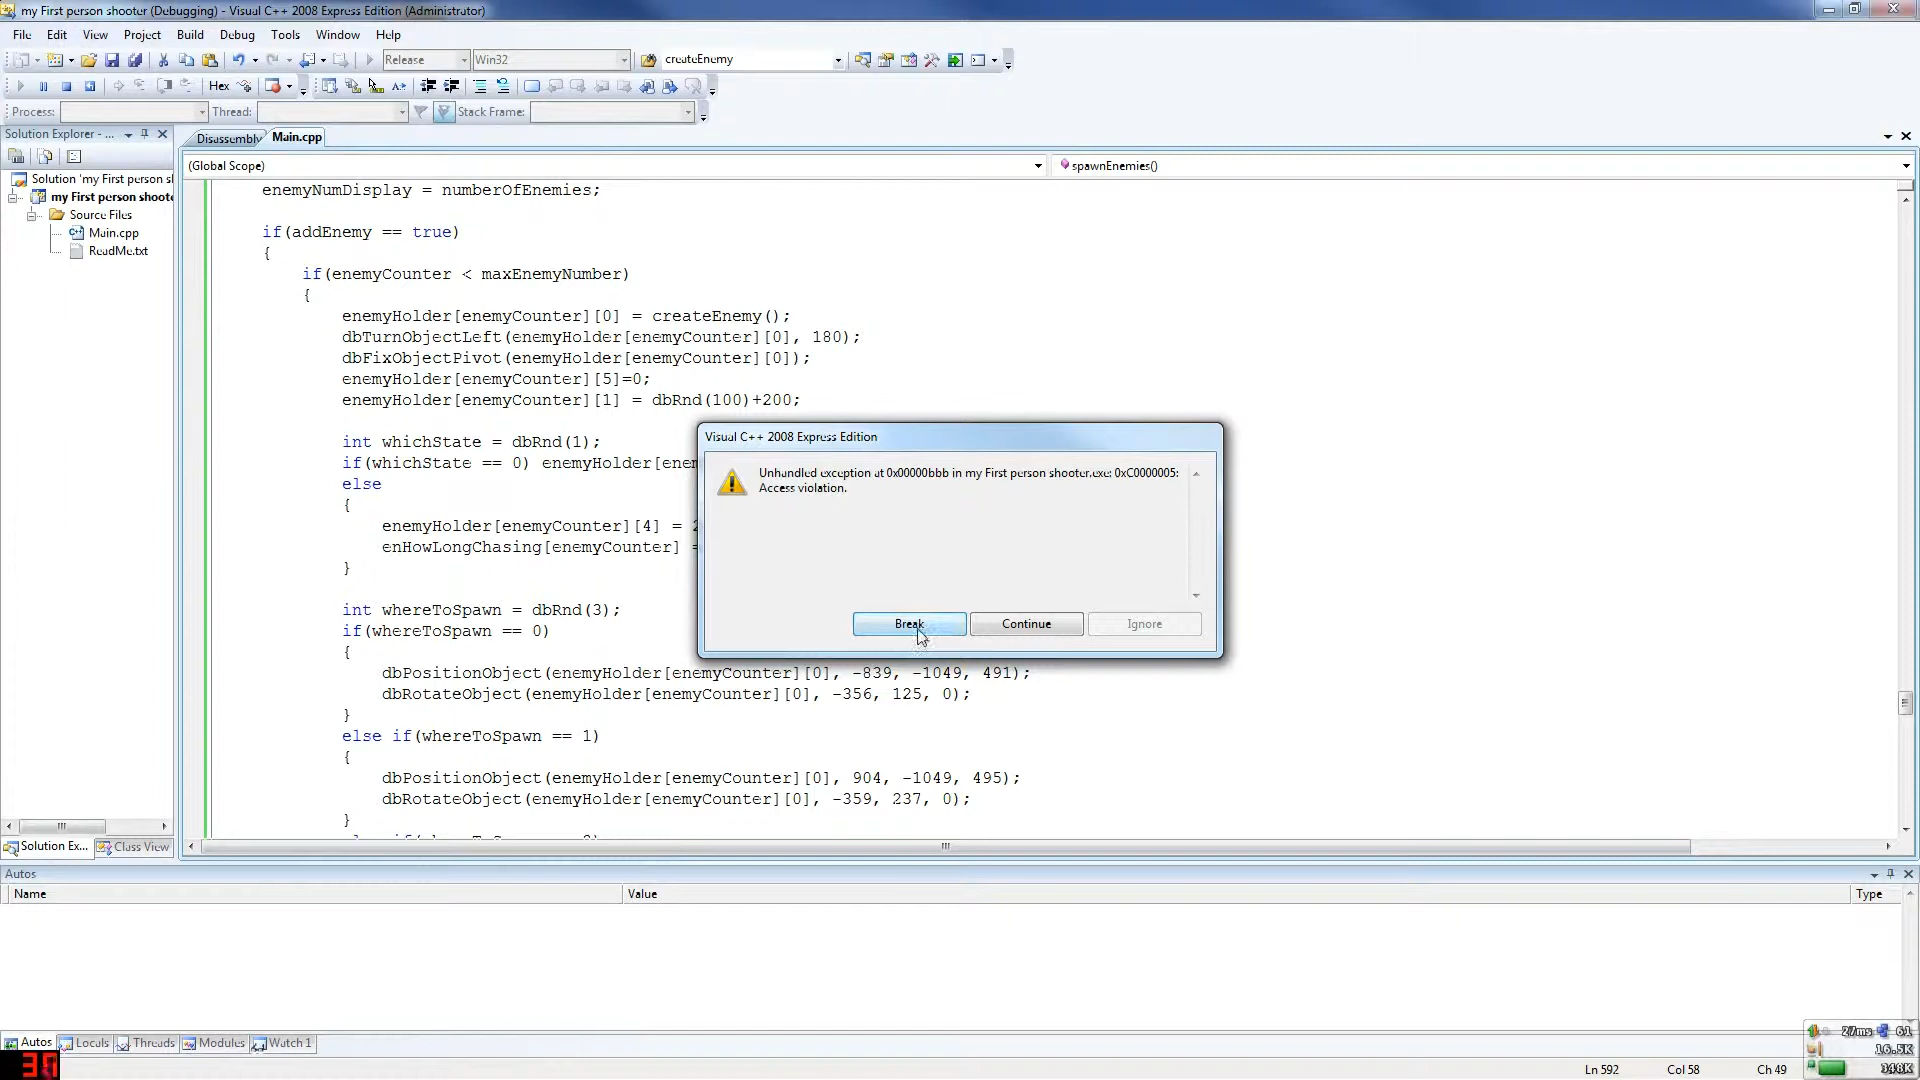 my First person shooter (Debugging) - Visual C++ 2008 Express Edition (Administrator)
File Edit View Project Build Debug Tools Window Help
Release Win32 createEnemy
Hex
Process: Thread: Stack Frame:
Solution Explorer - ...
Disassembly Main.cpp
(Global Scope) spawnEnemies()
Solution 'my First person sh
my First person shoote
Source Files
Main.cpp
ReadMe.txt
enemyNumDisplay = numberOfEnemies;
if(addEnemy == true)
{
if(enemyCounter < maxEnemyNumber)
{
enemyHolder[enemyCounter][0] = createEnemy();
dbTurnObjectLeft(enemyHolder[enemyCounter][0], 180);
dbFixObjectPivot(enemyHolder[enemyCounter][0]);
enemyHolder[enemyCounter][5]=0;
enemyHolder[enemyCounter][1] = dbRnd(100)+200;
int whichState = dbRnd(1);
if(whichState == 0) enemyHolder[ene
else
{
enemyHolder[enemyCounter][4] = 2
enHowLongChasing[enemyCounter] =
}
int whereToSpawn = dbRnd(3);
if(whereToSpawn == 0)
{
dbPositionObject(enemyHolder[enemyCounter][0], -839, -1049, 491);
dbRotateObject(enemyHolder[enemyCounter][0], -356, 125, 0);
}
else if(whereToSpawn == 1)
{
dbPositionObject(enemyHolder[enemyCounter][0], 904, -1049, 495);
dbRotateObject(enemyHolder[enemyCounter][0], -359, 237, 0);
}
Visual C++ 2008 Express Edition
Unhandled exception at 0x00000bbb in my First person shooter.exe: 0xC0000005:
Access violation.
Break Continue Ignore
Solution Ex... Class View
Autos
Name Value Type
Autos Locals Threads Modules Watch 1
Ln 592 Col 58 Ch 49
37
27ms 61
16.5K
348K